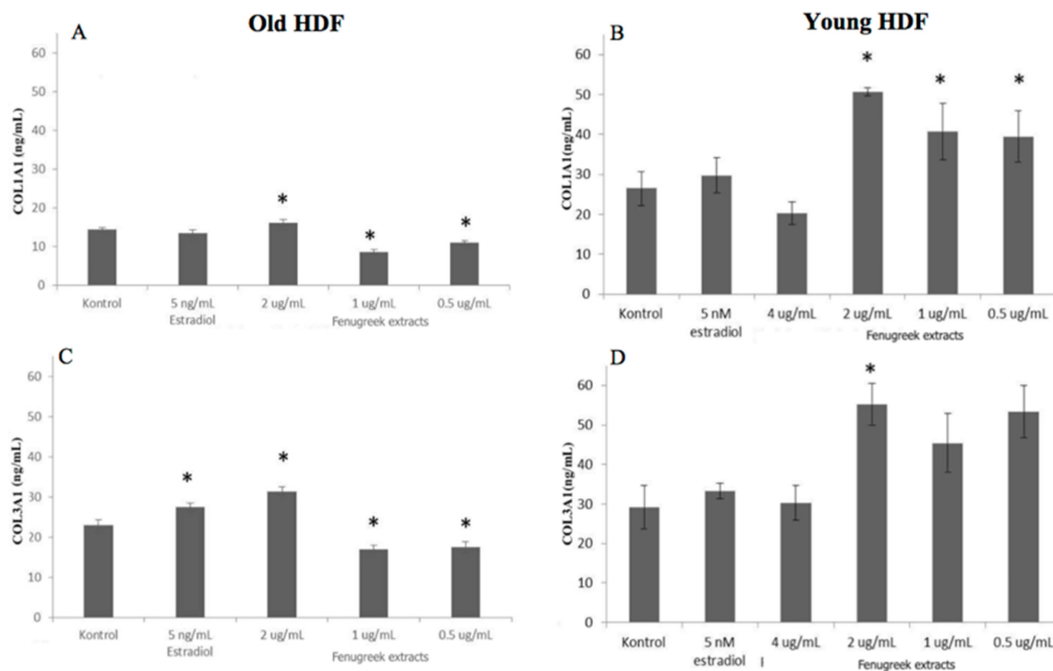 Old HDF
Young HDF
A
60
50
40
30
20
10
0
COL1A1 (ng/mL)
*
*
*
Kontrol
5 ng/mL
2 ug/mL
1 ug/mL
0.5 ug/mL
Estradiol
Fenugreek extracts
B
60
50
40
30
20
10
0
COL1A1(ng/mL)
*
*
*
Kontrol
5 nM
4 ug/mL
2 ug/mL
1 ug/mL
0.5 ug/mL
estradiol
Fenugreek extracts
C
60
50
40
30
20
10
0
COL3A1 (ng/mL)
*
*
*
*
Kontrol
5 ng/mL
2 ug/mL
1 ug/mL
0.5 ug/mL
Estradiol
Fenugreek extracts
D
60
50
40
30
20
10
0
COL3A1(ng/mL)
*
Kontrol
5 nM
4 ug/mL
2 ug/mL
1 ug/mL
0.5 ug/mL
estradiol
Fenugreek extracts